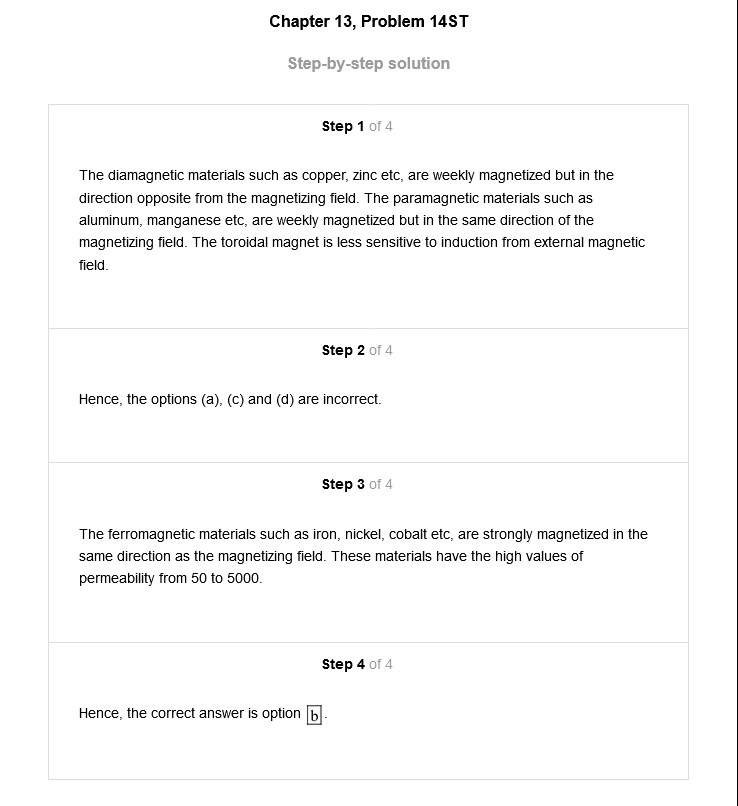 Chapter 13, Problem 14ST
Step-by-step solution
Step 1 of 4
The diamagnetic materials such as copper, zinc etc, are weekly magnetized but in the
direction opposite from the magnetizing field. The paramagnetic materials such as
aluminum, manganese etc, are weekly magnetized but in the same direction of the
magnetizing field. The toroidal magnet is less sensitive to induction from external magnetic
field.
Step 2 of 4
Hence, the options (a), (c) and (d) are incorrect.
Step 3 of 4
The ferromagnetic materials such as iron, nickel, cobalt etc, are strongly magnetized in the
same direction as the magnetizing field. These materials have the high values of
permeability from 50 to 5000.
Step 4 of 4
Hence, the correct answer is option b.